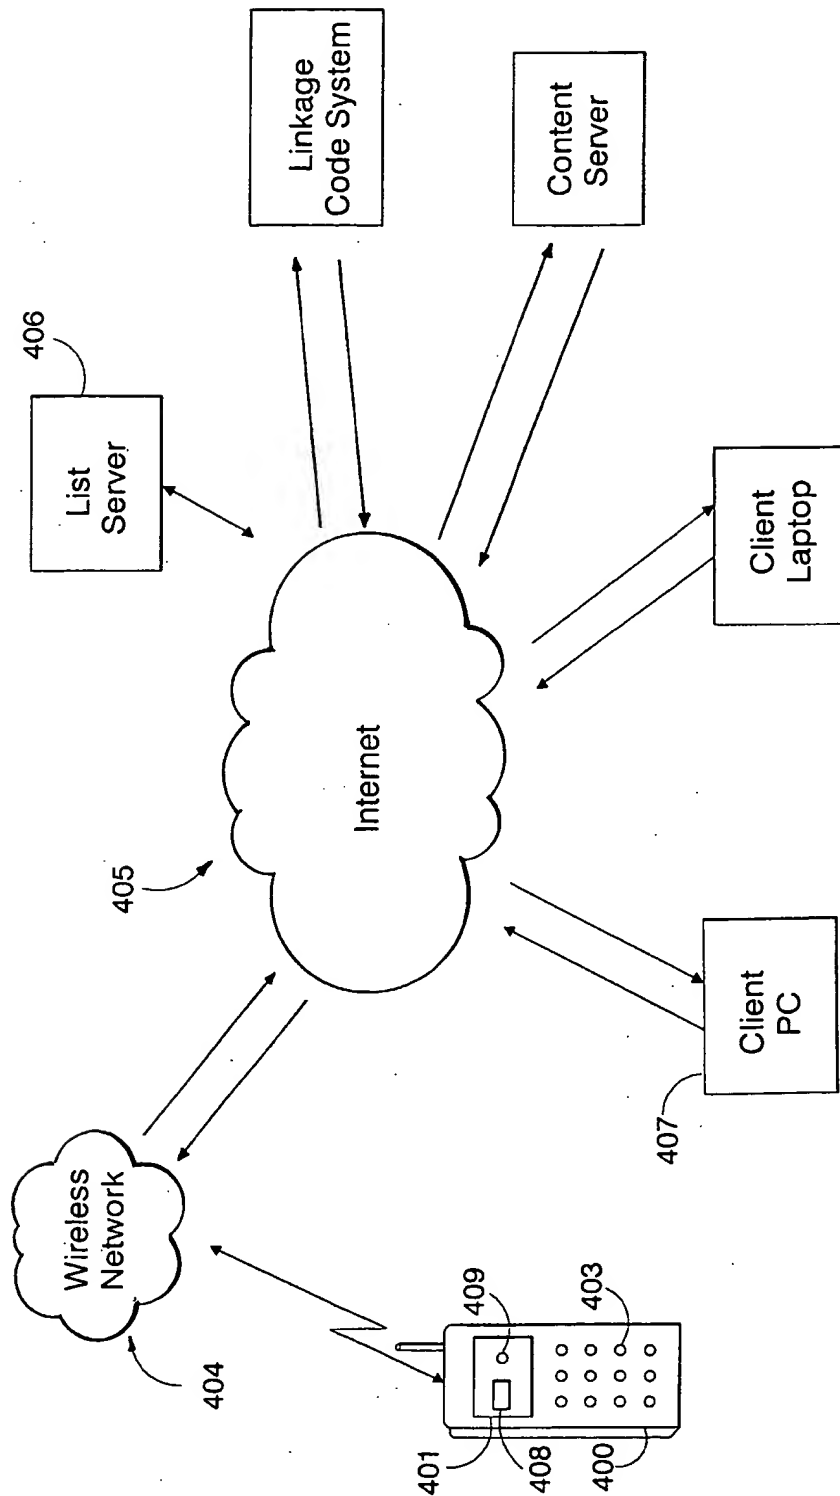 406
List
Server
Linkage
Code System
Content
Server
Client
Laptop
Client
PC
407
Internet
405
Wireless
Network
404
409
403
401
408
400